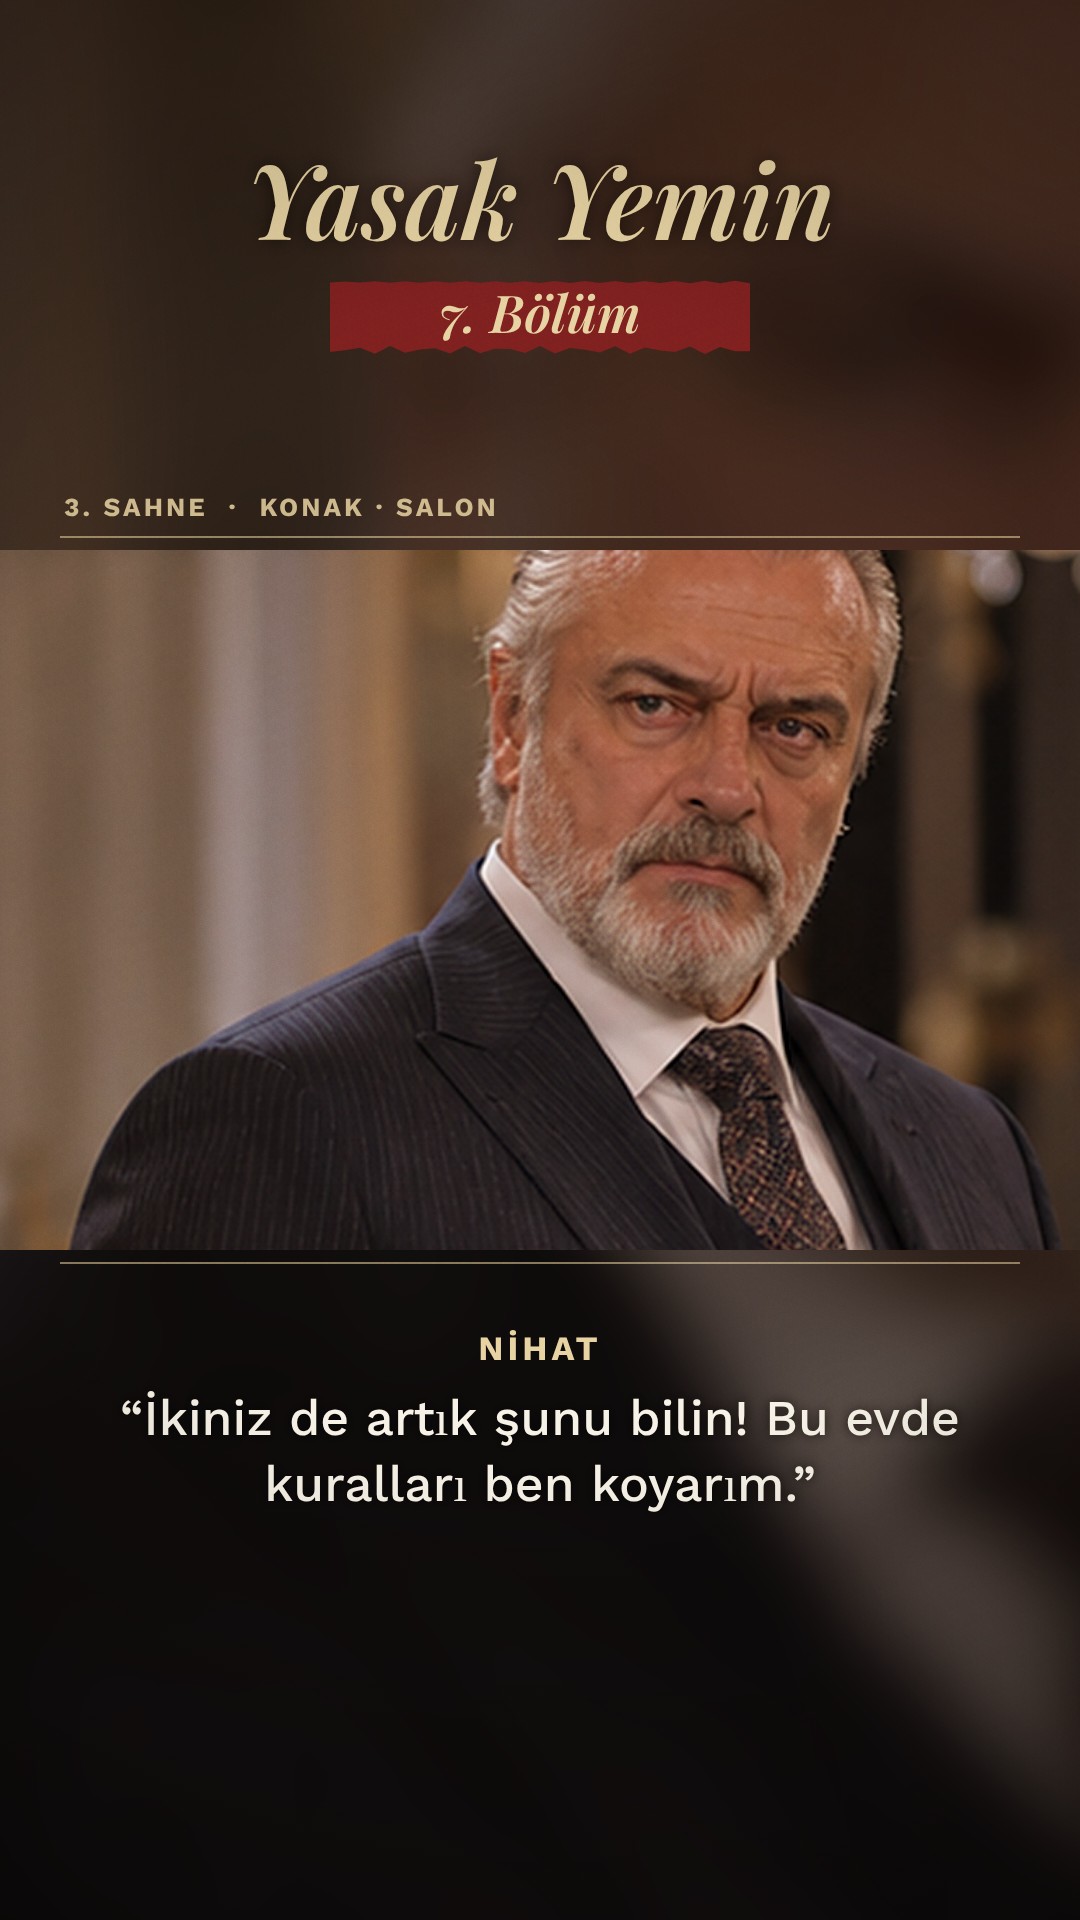 Yasak Yemin
7. Bölüm
3. SAHNE · KONAK · SALON
NİHAT
“İkiniz de artık şunu bilin! Bu evde
kuralları ben koyarım.”